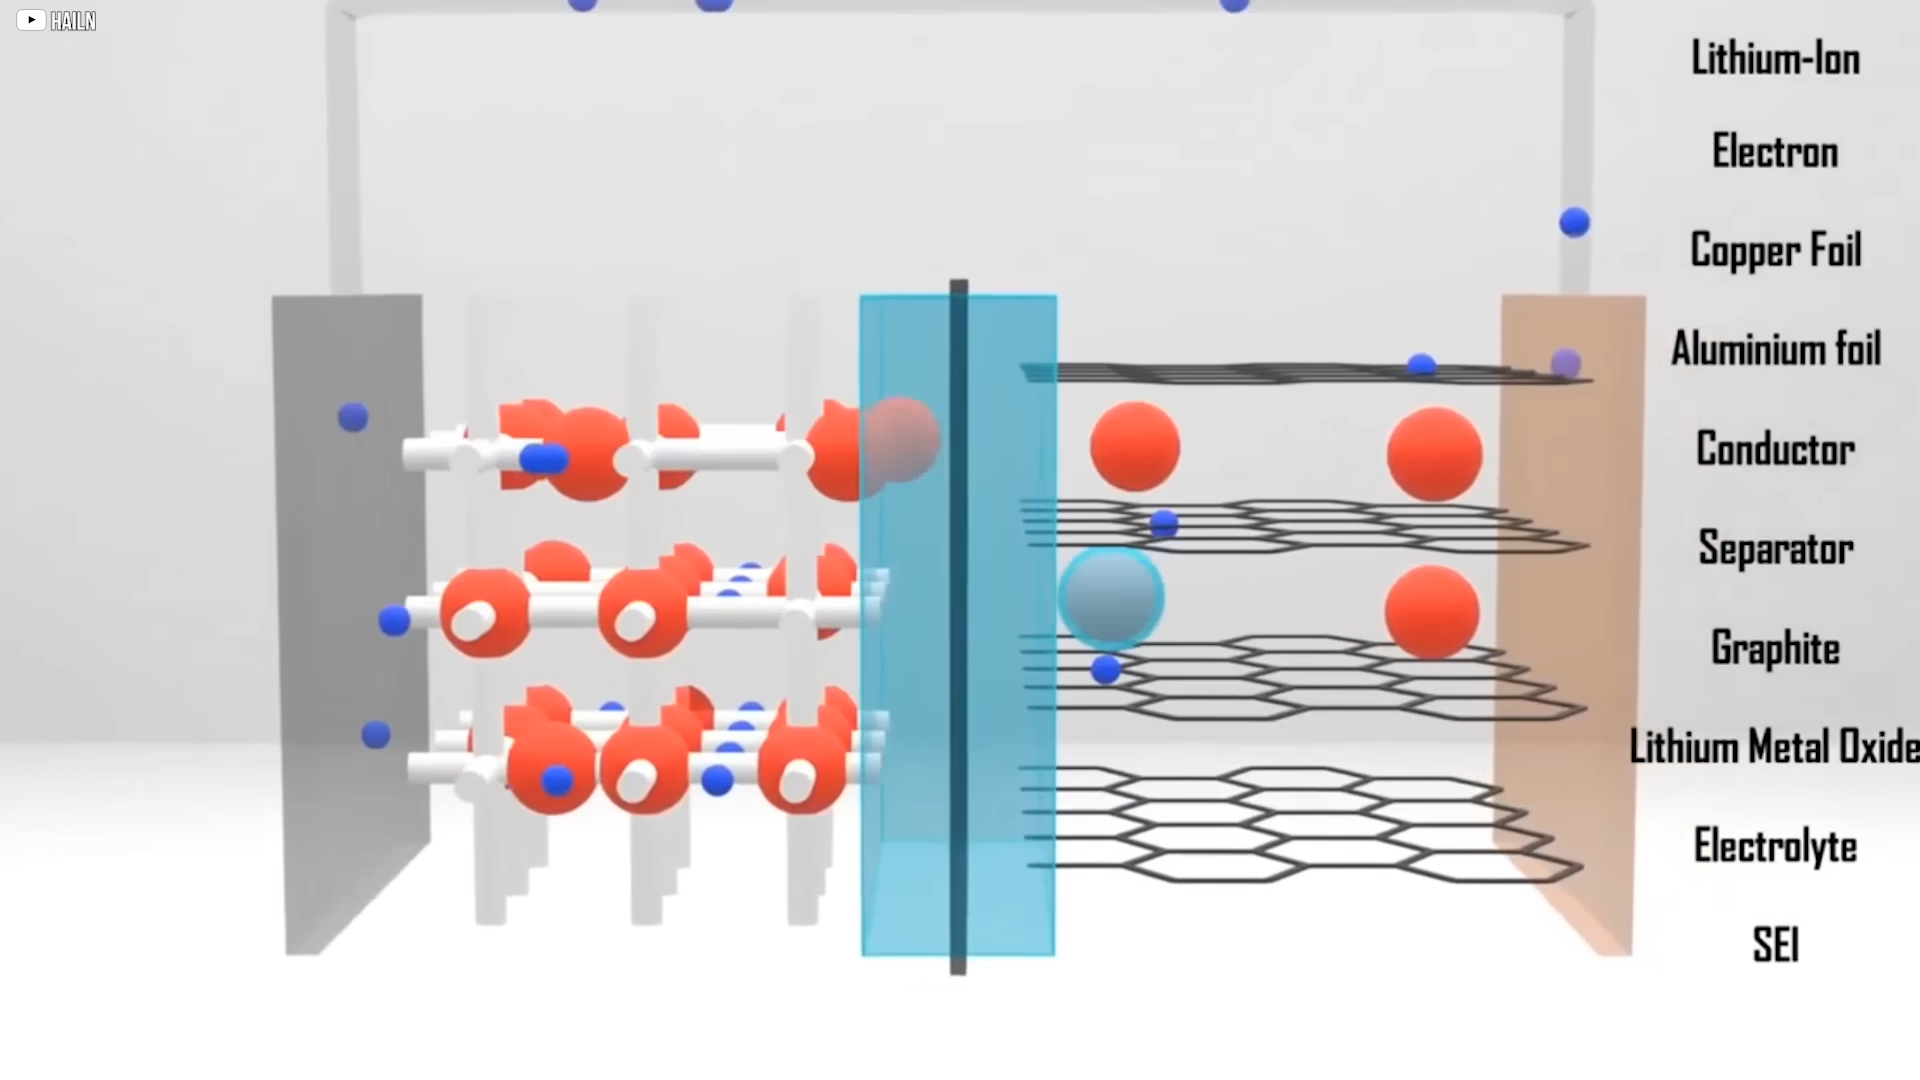 HAILN
Lithium-Ion
Electron
Copper Foil
Aluminium foil
Conductor
Separator
Graphite
Lithium Metal Oxide
Electrolyte
SEI